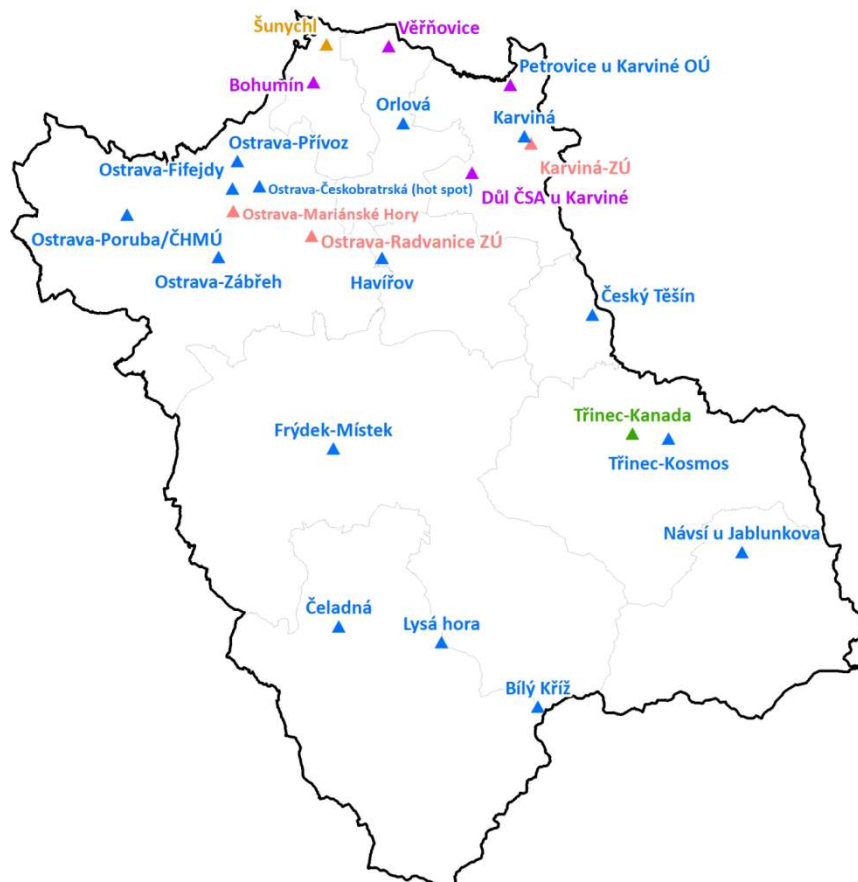 Šunychl
Věřňovice
Petrovice u Karviné OÚ
Bohumín
Orlová
Karviná
Ostrava-Přívoz
Karviná-ZÚ
Ostrava-Fifejdy
Ostrava-Českobratrská (hot spot)
Důl ČSA u Karviné
Ostrava-Mariánské Hory
Ostrava-Poruba/ČHMÚ
Ostrava-Radvanice ZÚ
Ostrava-Zábřeh
Havířov
Český Těšín
Třinec-Kanada
Frýdek-Místek
Třinec-Kosmos
Návsí u Jablunkova
Čeladná
Lysá hora
Bílý Kříž